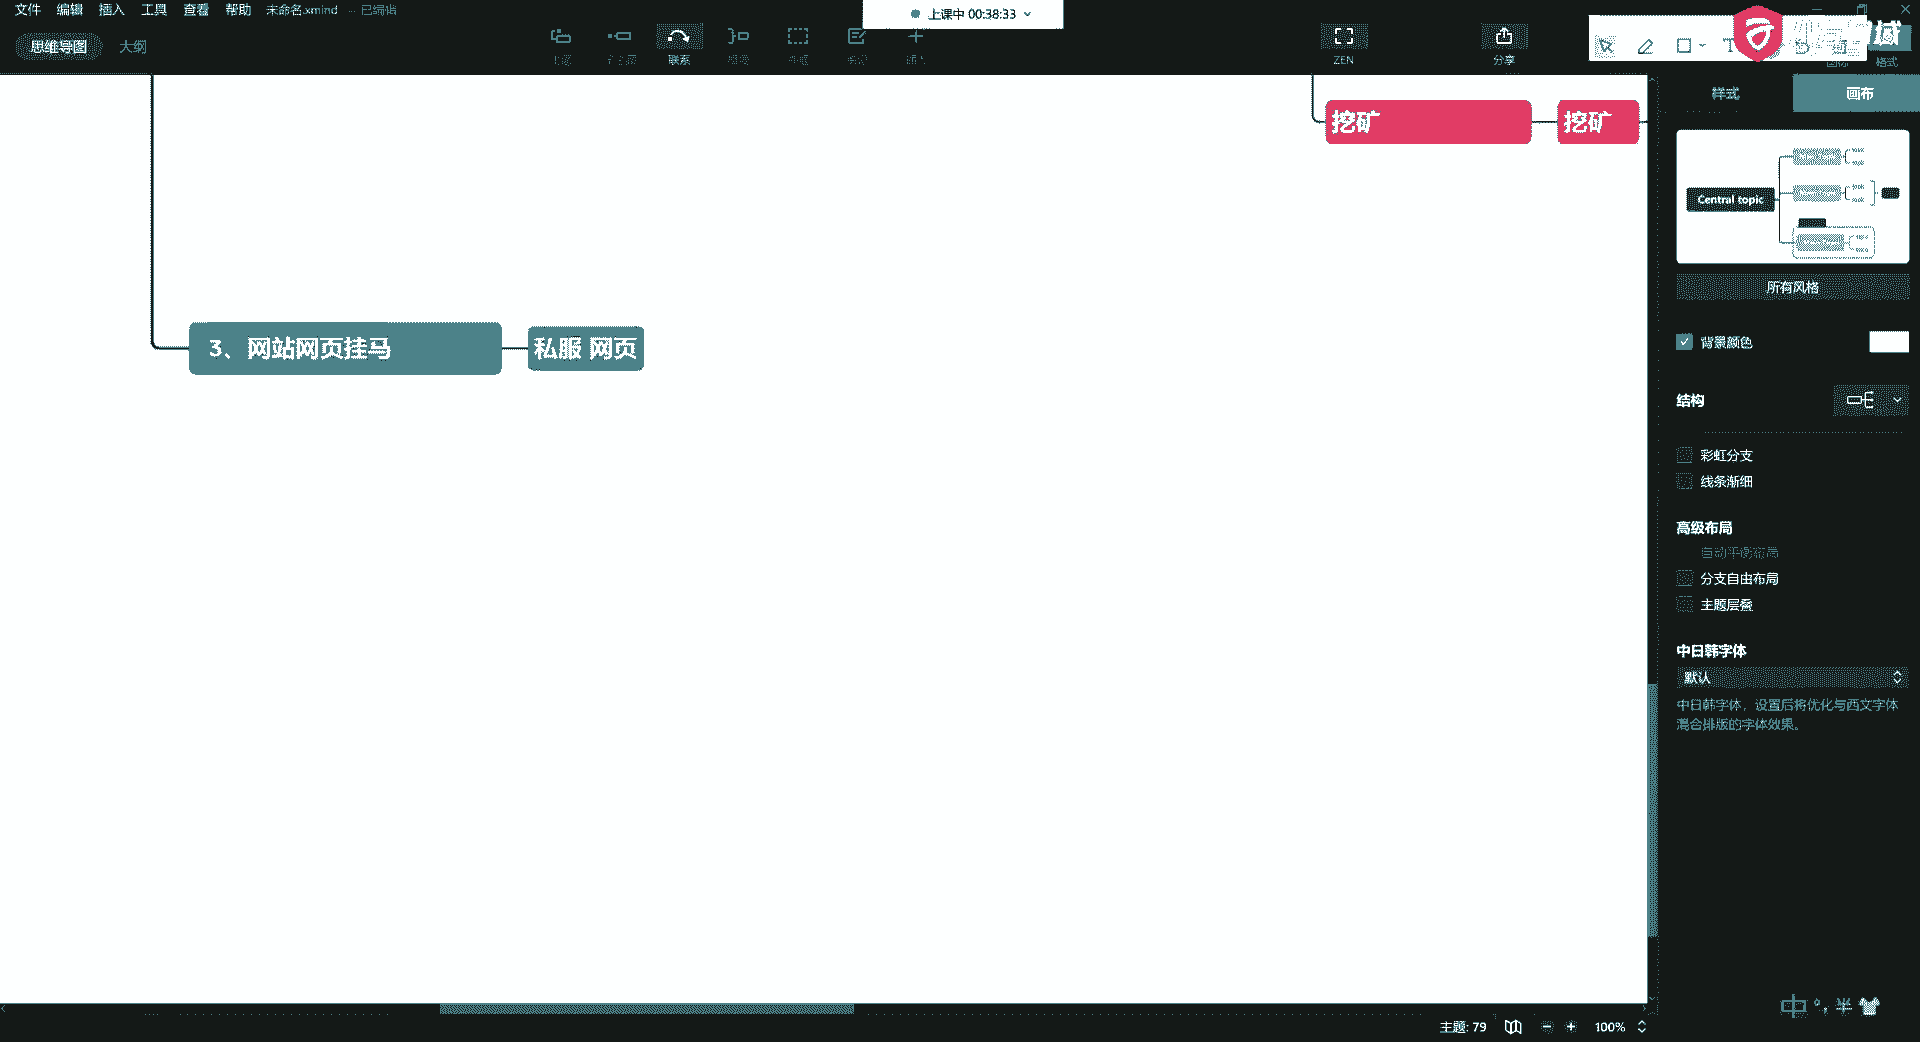 文件 编辑 插入 工具 查看 帮助 未命名.xmind 已编辑
上课中 00:38:33
思维导图 大纲
联系
ZEN
分享
格式
样式
画布
挖矿
挖矿
Central topic
所有风格
3、网站网页挂马
私服 网页
背景颜色
结构
彩虹分支
线条渐细
高级布局
自动平衡布局
分支自由布局
主题层叠
中日韩字体
默认
中日韩字体，设置后将优化与西文字体
混合排版的字体效果。
中
主题: 79
100%